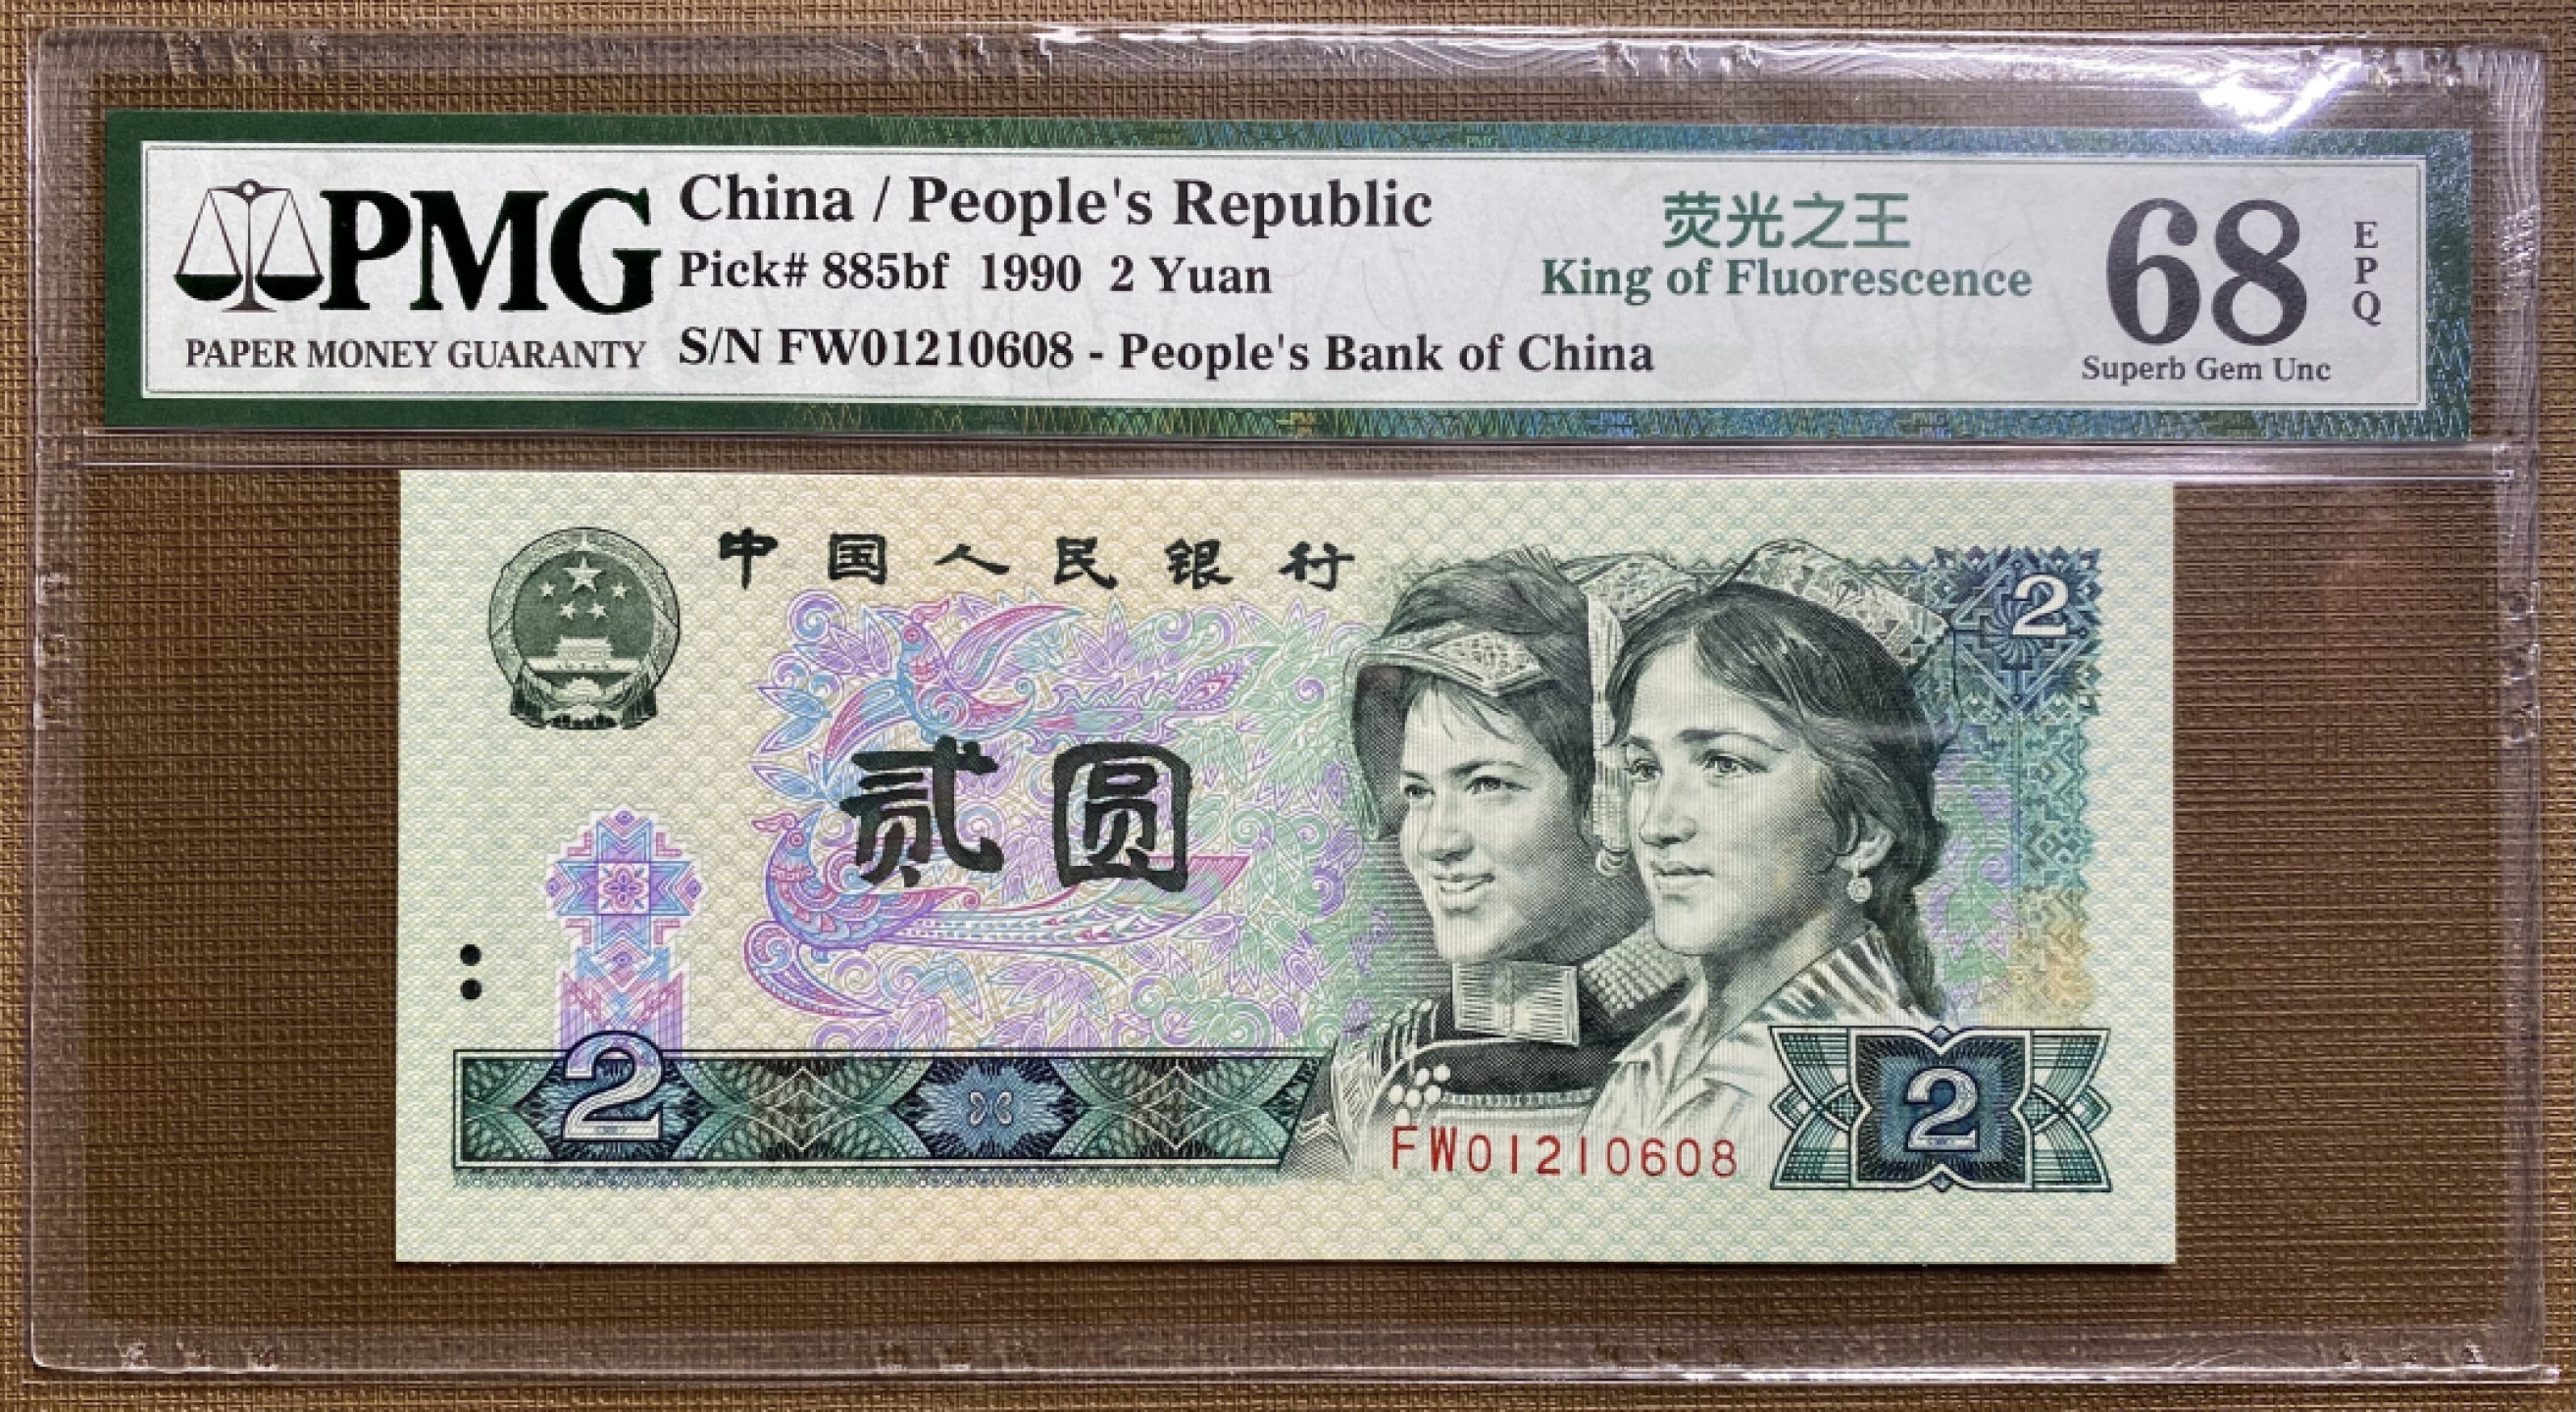 PMG
PAPER MONEY GUARANTY
China / People's Republic
Pick# 885bf 1990 2 Yuan
S/N FW01210608 - People's Bank of China
荧光之王
King of Fluorescence
68
EPQ
Superb Gem Unc
中国人民银行
2
贰圆
2
FW01210608
2